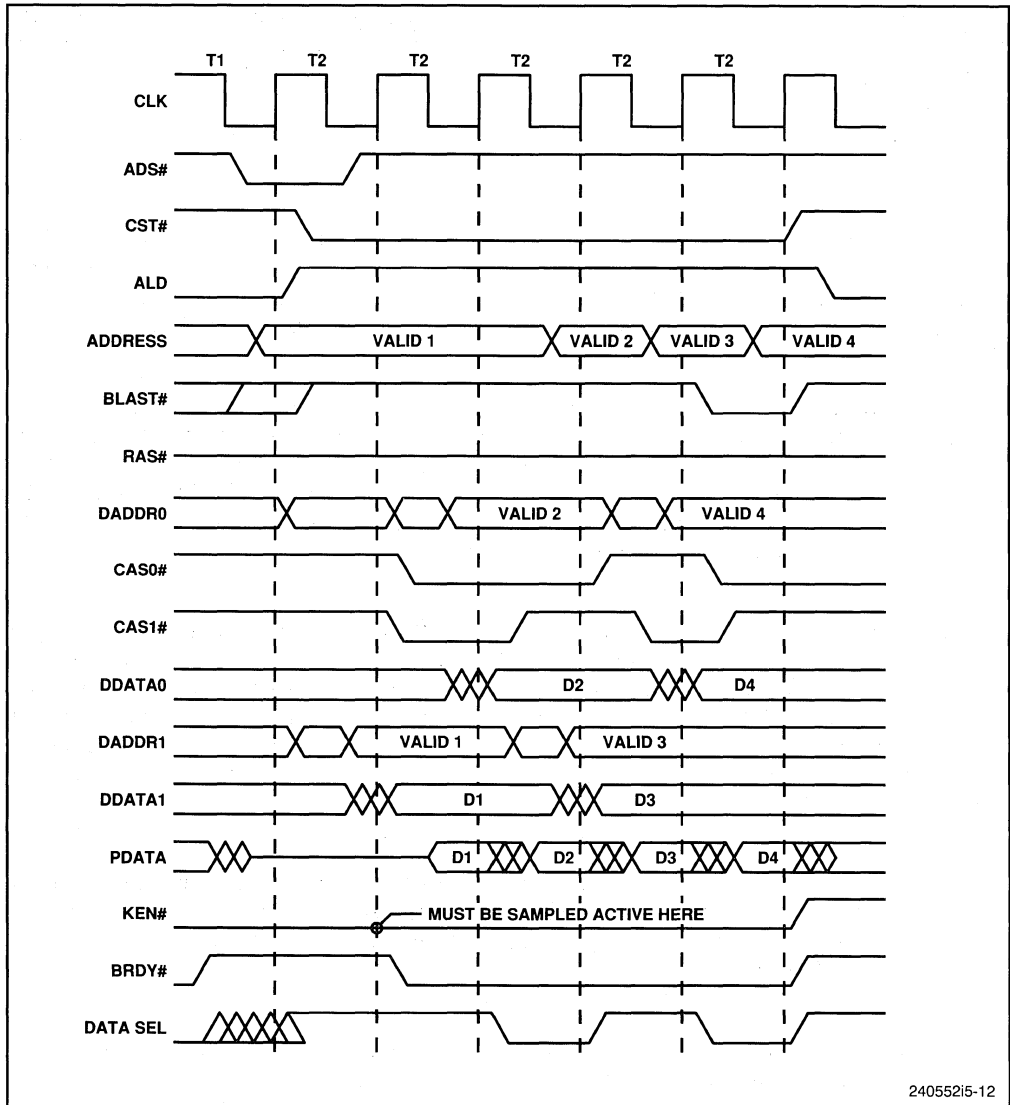 T1 T2 T2 T2 T2 T2
CLK
ADS#
CST#
ALD
ADDRESS VALID 1 VALID 2 VALID 3 VALID 4
BLAST#
RAS#
DADDR0 VALID 2 VALID 4
CAS0#
CAS1#
DDATA0 D2 D4
DADDR1 VALID 1 VALID 3
DDATA1 D1 D3
PDATA D1 D2 D3 D4
KEN# MUST BE SAMPLED ACTIVE HERE
BRDY#
DATA SEL
240552i5-12